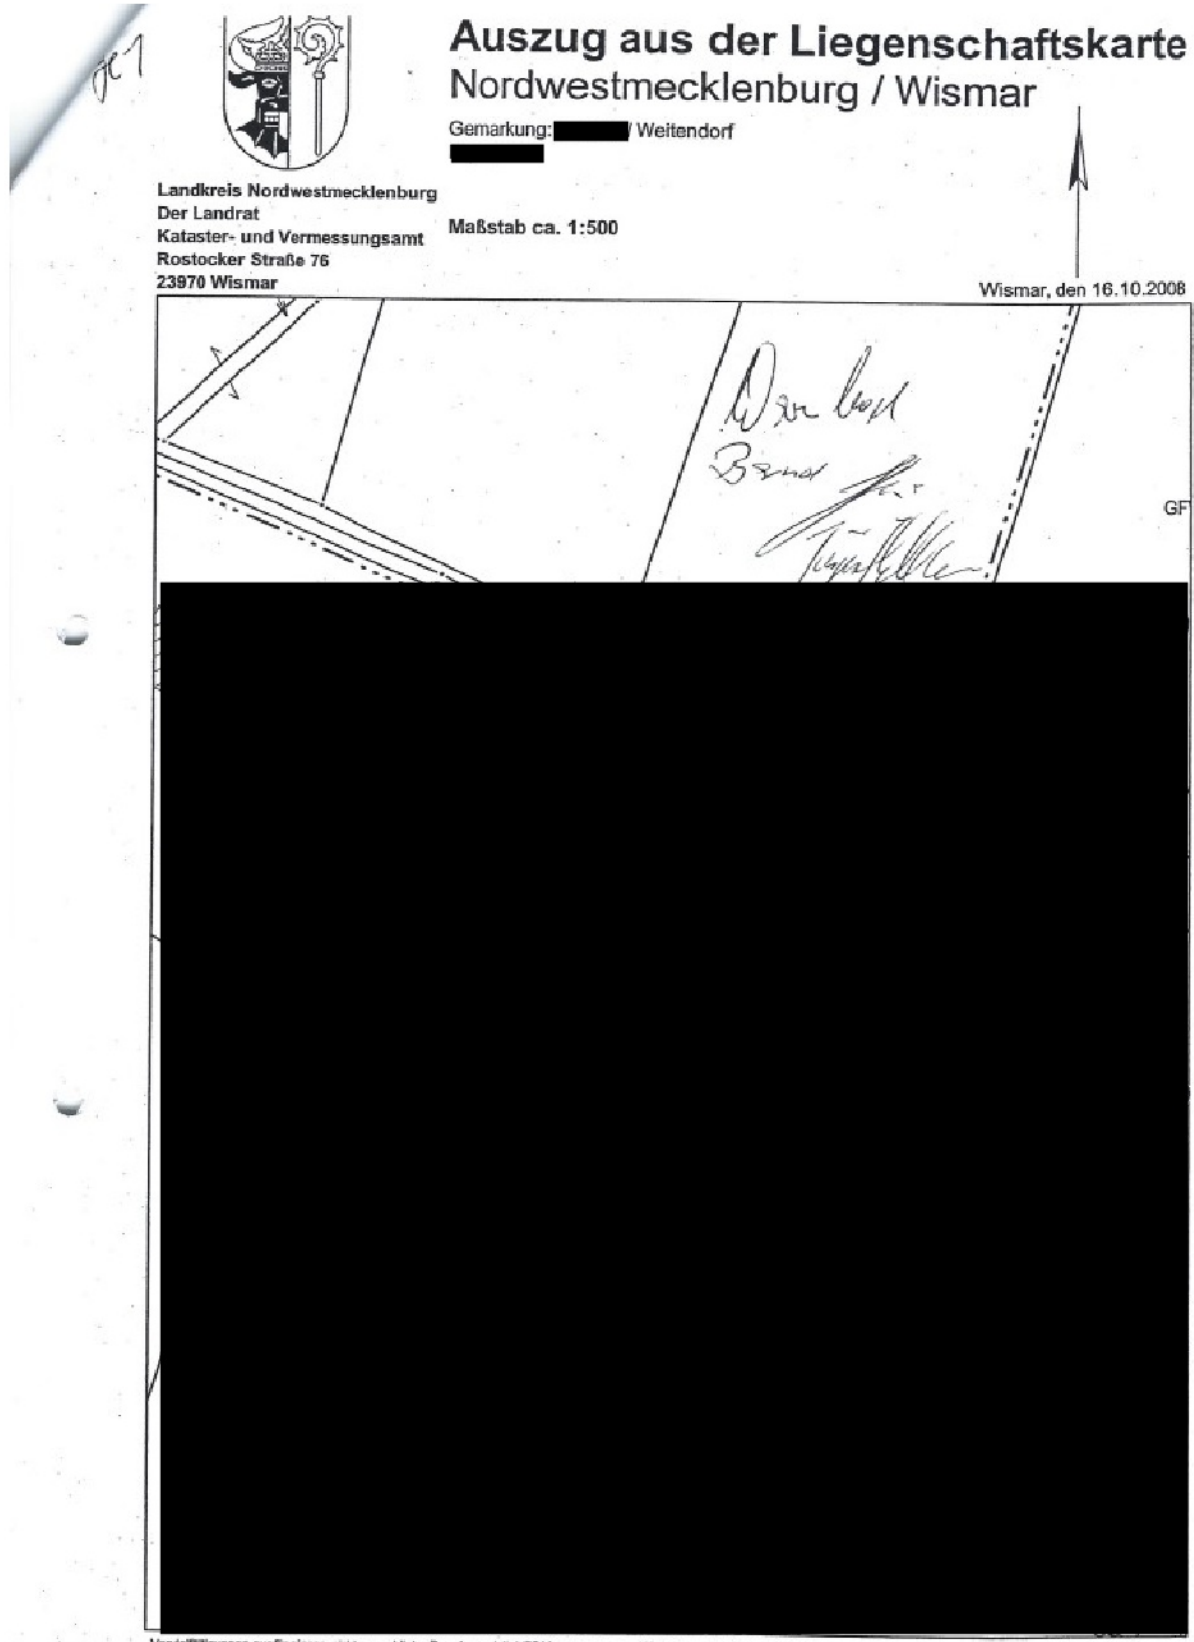 Auszug aus der Liegenschaftskarte
Nordwestmecklenburg / Wismar
Gemarkung: / Weitendorf
Landkreis Nordwestmecklenburg
Der Landrat
Kataster- und Vermessungsamt
Rostocker Straße 76
23970 Wismar
Maßstab ca. 1:500
Wismar, den 16.10.2008
GF